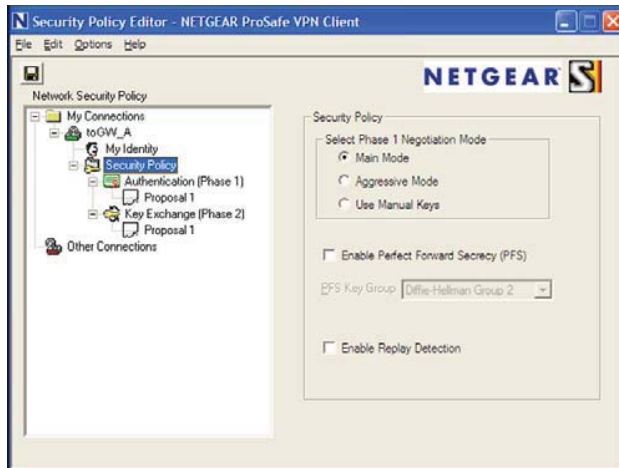 N Security Policy Editor - NETGEAR ProSafe VPN Client
File Edit Options Help
NETGEAR
Network Security Policy
My Connections
toGW_A
My Identity
Security Policy
Authentication (Phase 1)
Proposal 1
Key Exchange (Phase 2)
Proposal 1
Other Connections
Security Policy
Select Phase 1 Negotiation Mode
Main Mode
Aggressive Mode
Use Manual Keys
Enable Perfect Forward Secrecy (PFS)
PFS Key Group Diffie-Hellman Group 2
Enable Replay Detection